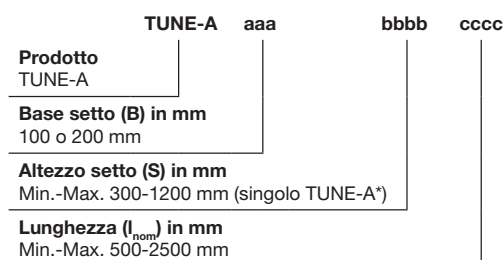 TUNE-A aaa bbbb cccc
Prodotto
TUNE-A
Base setto (B) in mm
100 o 200 mm
Altezzo setto (S) in mm
Min.-Max. 300-1200 mm (singolo TUNE-A*)
Lunghezza (lnom) in mm
Min.-Max. 500-2500 mm